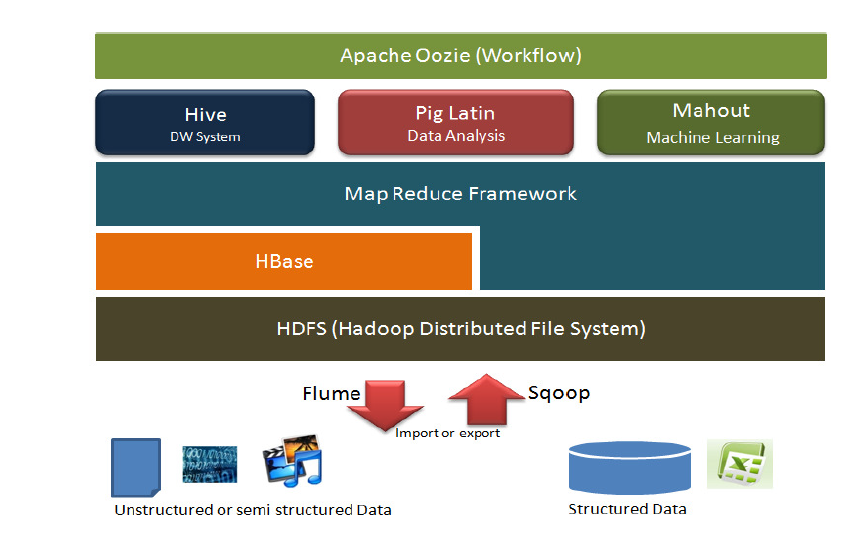 Apache Oozie (Workflow)
Hive
DW System
Pig Latin
Data Analysis
Mahout
Machine Learning
Map Reduce Framework
HBase
HDFS (Hadoop Distributed File System)
Flume
Sqoop
Import or export
Unstructured or semi structured Data
Structured Data